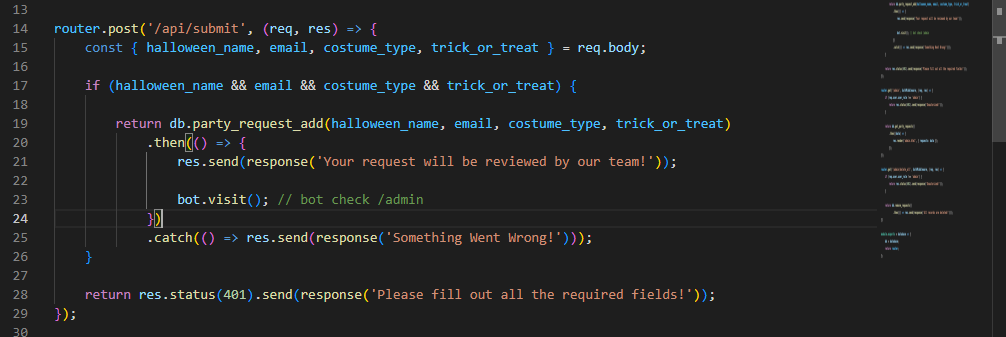 13
14 router.post('/api/submit', (req, res) => {
15 const { halloween_name, email, costume_type, trick_or_treat } = req.body;
16
17 if (halloween_name && email && costume_type && trick_or_treat) {
18
19 return db.party_request_add(halloween_name, email, costume_type, trick_or_treat)
20 .then(() => {
21 res.send(response('Your request will be reviewed by our team!'));
22
23 bot.visit(); // bot check /admin
24 })
25 .catch(() => res.send(response('Something Went Wrong!')));
26 }
27
28 return res.status(401).send(response('Please fill out all the required fields!'));
29 });
30